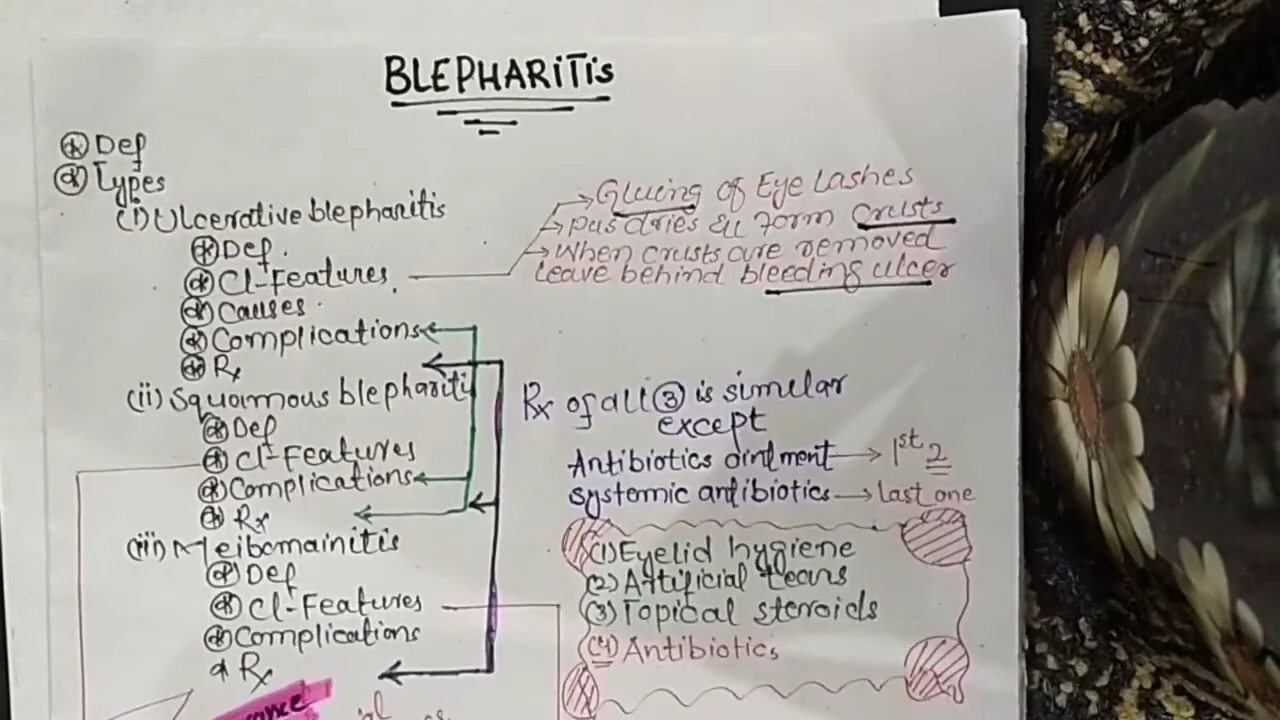 BLEPHARITIS
Def
Types
(i) Ulcerative blepharitis
Def.
Cl-Features.
Causes.
Complications
Rx
Gluing of Eye Lashes
pus dries & form Crusts
When crusts are removed
leave behind bleeding ulcer
(ii) Squamous blephariti
Def
Cl-Features
Complications
Rx
(iii) Meibomainitis
Def
Cl-Features
Complications
Rx
Rx of all 3 is similar
except
Antibiotics ointment → 1st 2
systemic antibiotics → last one
(1) Eyelid hygiene
(2) Artificial tears
(3) Topical steroids
(4) Antibiotics